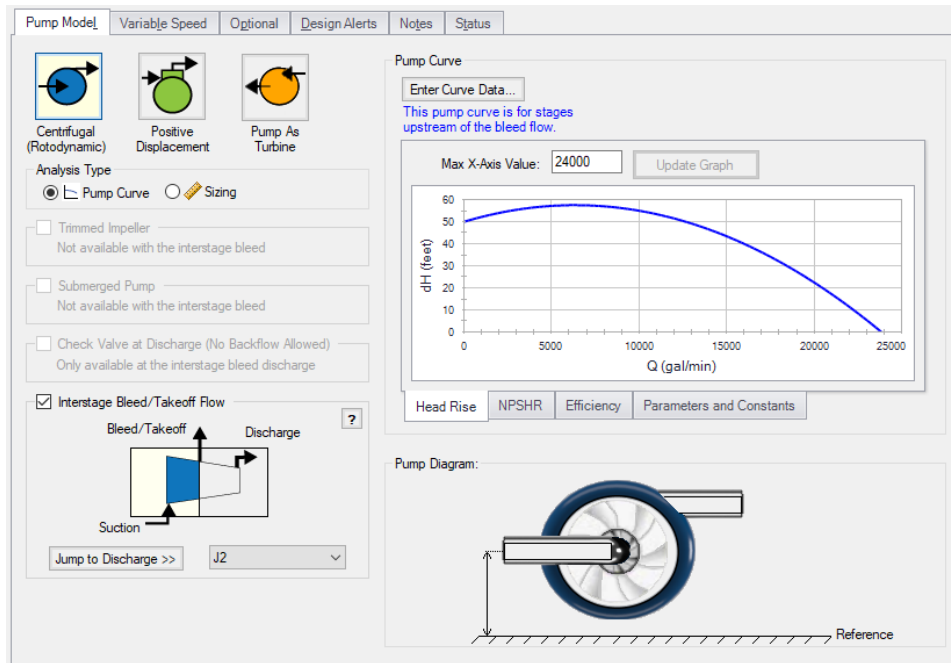 Pump Model
Variable Speed
Optional
Design Alerts
Notes
Status
Centrifugal
(Rotodynamic)
Positive
Displacement
Pump As
Turbine
Analysis Type
Pump Curve
Sizing
Trimmed Impeller
Not available with the interstage bleed
Submerged Pump
Not available with the interstage bleed
Check Valve at Discharge (No Backflow Allowed)
Only available at the interstage bleed discharge
Interstage Bleed/Takeoff Flow
?
Bleed/Takeoff
Discharge
Suction
Jump to Discharge >>
J2
Pump Curve
Enter Curve Data...
This pump curve is for stages
upstream of the bleed flow.
Max X-Axis Value:
24000
Update Graph
dH (feet)
60
50
40
30
20
10
0
0
5000
10000
15000
20000
25000
Q (gal/min)
Head Rise
NPSHR
Efficiency
Parameters and Constants
Pump Diagram:
Reference